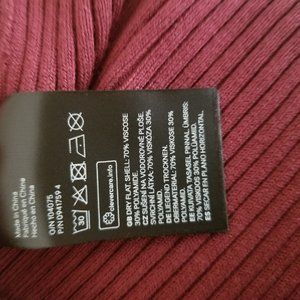 Made in China
Fabriqué en Chine
Hecho en China
O/N 104075
P/N 0941759 4
30
clevercare.info
GB DRY FLAT. SHELL: 70% VISCOSE
30% POLYAMIDE.
CZ SUŠENÍ NA VODOROVNÉ PLOŠE.
SVRCHNÍ LÁTKA: 70% VISKÓZA 30%
POLYAMID.
DE LIEGEND TROCKNEN.
OBERMATERIAL: 70% VISKOSE 30%
POLYAMID.
EE KUIVATA TASASEL PINNAL. ÜMBRIS:
70% VISKOOS 30% POLÜAMIID.
ES SECAR EN PLANO HORIZONTAL.